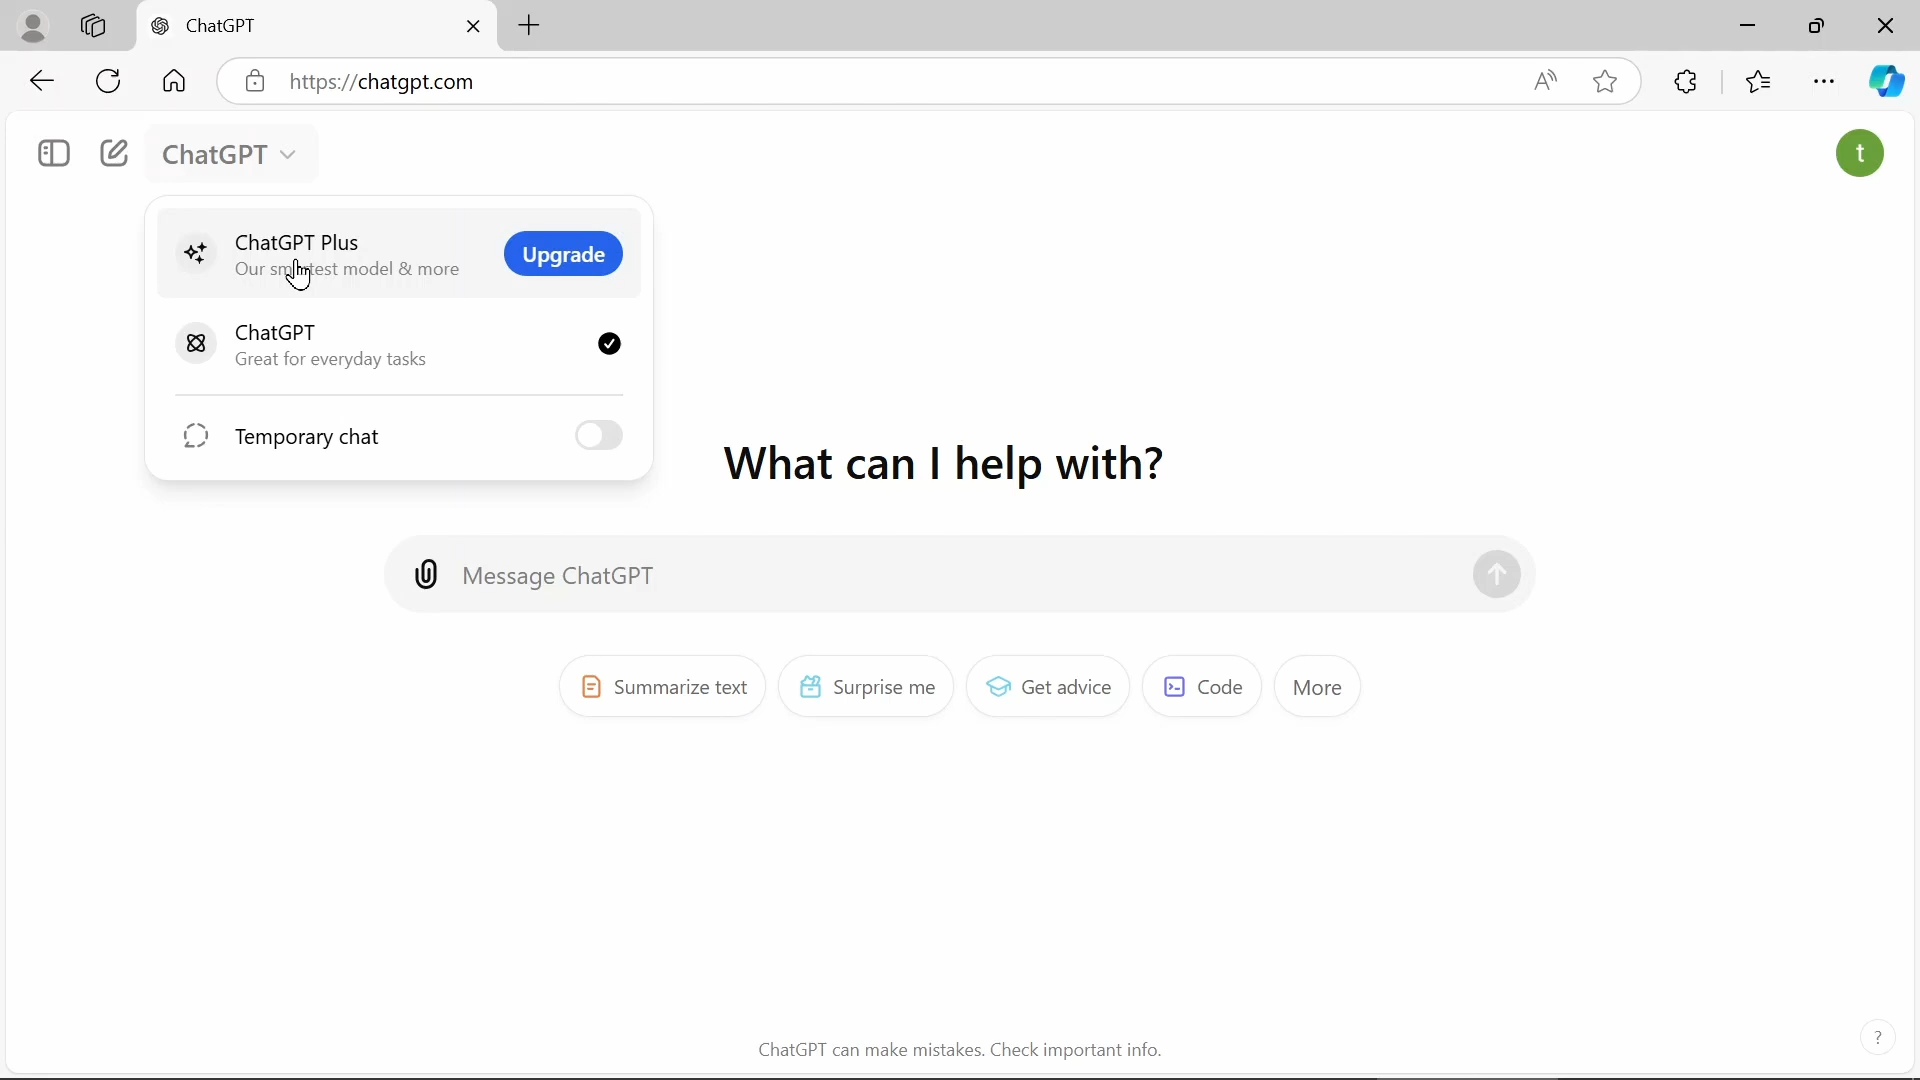 ChatGPT
https://chatgpt.com
ChatGPT
t
ChatGPT Plus
Our smartest model & more
Upgrade
ChatGPT
Great for everyday tasks
Temporary chat
What can I help with?
Message ChatGPT
Summarize text
Surprise me
Get advice
Code
More
ChatGPT can make mistakes. Check important info.
?